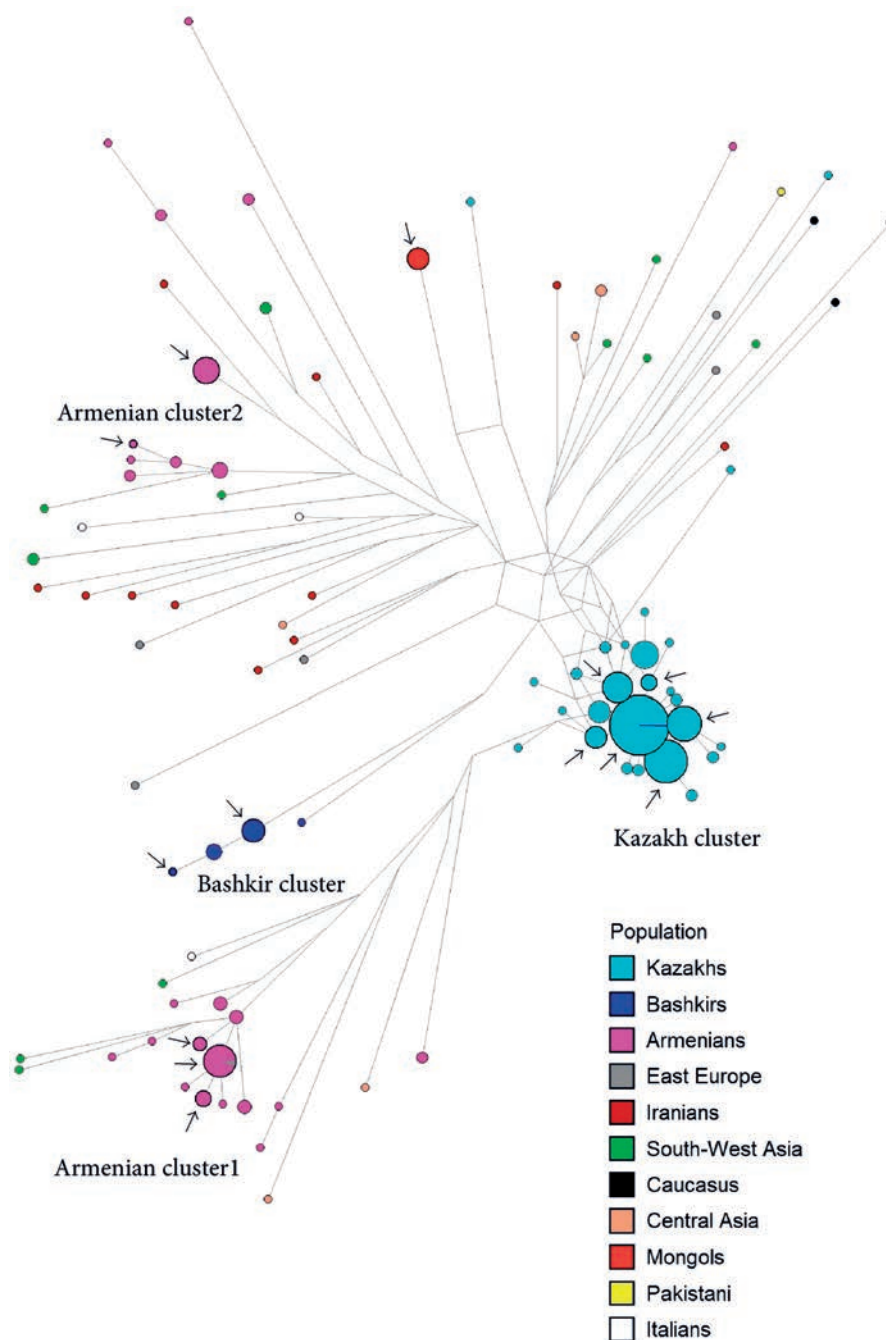 Armenian cluster2
Kazakh cluster
Bashkir cluster
Armenian cluster1
Population
Kazakhs
Bashkirs
Armenians
East Europe
Iranians
South-West Asia
Caucasus
Central Asia
Mongols
Pakistani
Italians